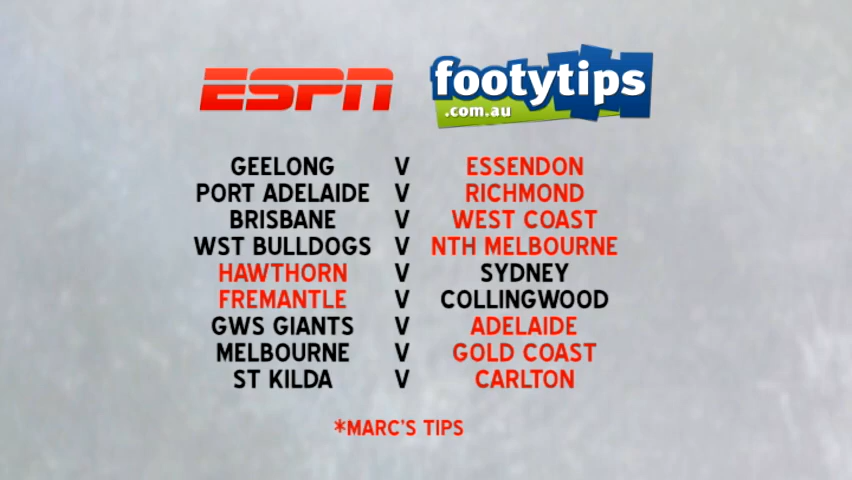 ESPN footytips
.com.au
GEELONG V ESSENDON
PORT ADELAIDE V RICHMOND
BRISBANE V WEST COAST
WST BULLDOGS V NTH MELBOURNE
HAWTHORN V SYDNEY
FREMANTLE V COLLINGWOOD
GWS GIANTS V ADELAIDE
MELBOURNE V GOLD COAST
ST KILDA V CARLTON
*MARC'S TIPS